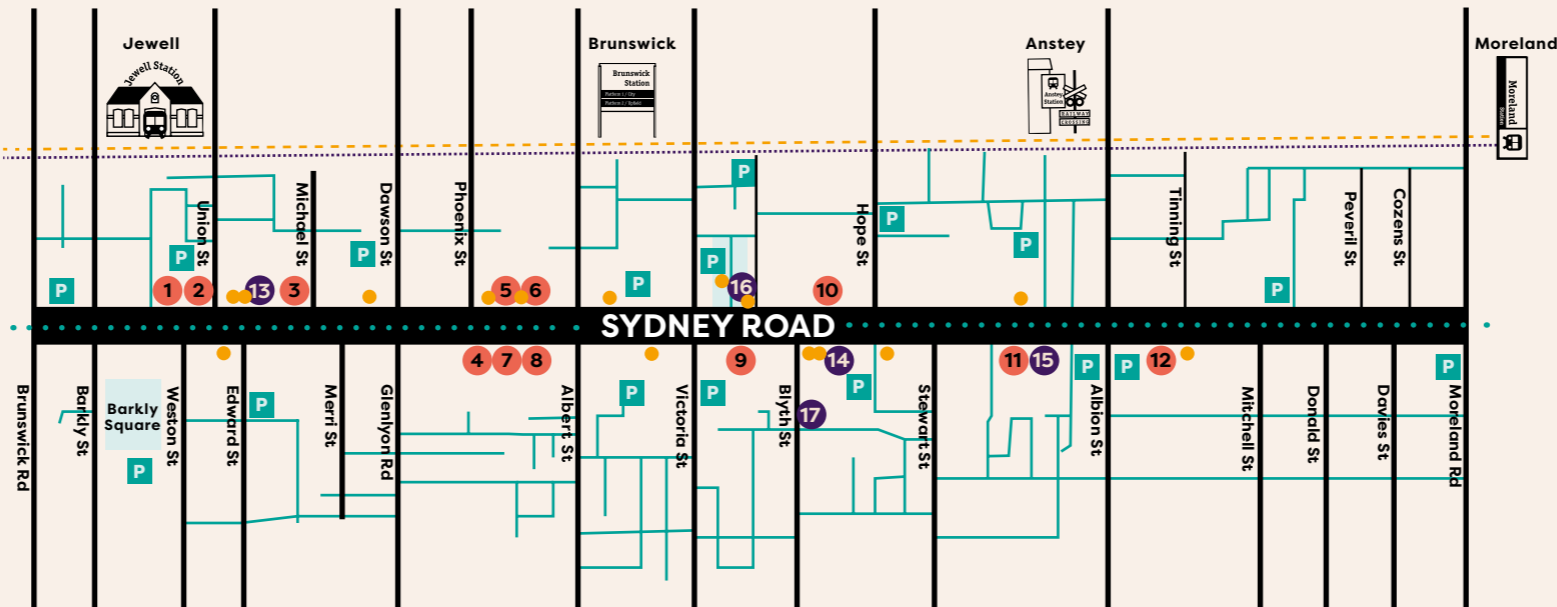 Jewell
Brunswick
Anstey
Moreland
Jewell Station
Brunswick
Station
Anstey
Station
RAILWAY
CROSSING
Moreland
Station
Union St
Michael St
Dawson St
Phoenix St
Hope St
Tinning St
Peveril St
Cozens St
P
P
P
P
P
P
P
P
P
1
2
13
3
5
6
16
10
SYDNEY ROAD
4
7
8
9
14
11
15
12
17
P
P
P
P
P
P
P
P
Brunswick Rd
Barkly St
Barkly
Square
Weston St
Edward St
Merri St
Glenlyon Rd
Albert St
Victoria St
Blyth St
Stewart St
Albion St
Mitchell St
Donald St
Davies St
Moreland Rd